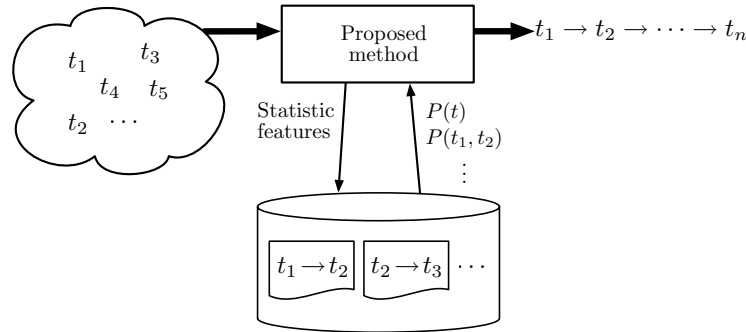 t₁ t₃
t₄ t₅
t₂ ⋯
Proposed
method
t₁ → t₂ → ⋯ → tₙ
Statistic
features
P(t)
P(t₁, t₂)
⋮
t₁ → t₂
t₂ → t₃
⋯